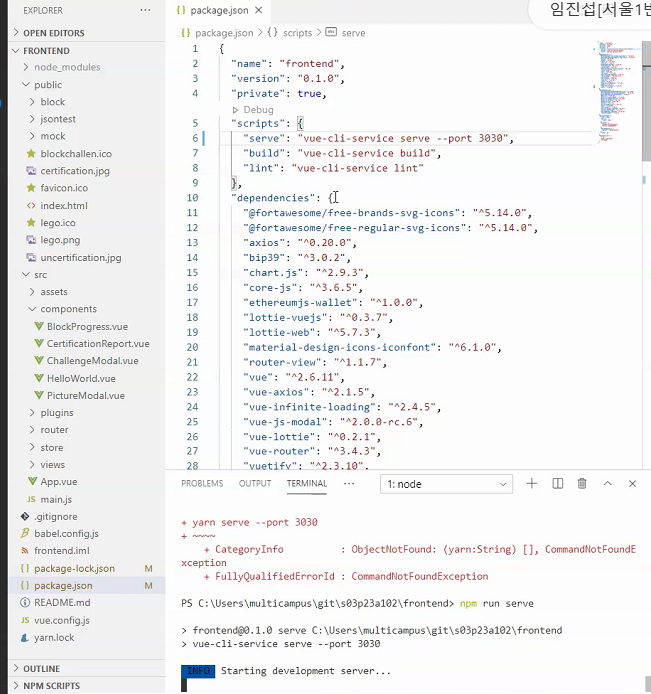 EXPLORER
···
OPEN EDITORS
FRONTEND
node_modules
public
block
jsontest
mock
blockchallen.ico
certification.jpg
favicon.ico
index.html
lego.ico
lego.png
uncertification.jpg
src
assets
components
BlockProgress.vue
CertificationReport.vue
ChallengeModal.vue
HelloWorld.vue
PictureModal.vue
plugins
router
store
views
App.vue
JS main.js
.gitignore
babel.config.js
frontend.iml
{} package-lock.json M
{} package.json M
README.md
JS vue.config.js
yarn.lock
OUTLINE
NPM SCRIPTS
{} package.json ×
임진섭[서울1반
{} package.json > {} scripts > serve
1 {
2 "name": "frontend",
3 "version": "0.1.0",
4 "private": true,
Debug
5 "scripts": {
6 "serve": "vue-cli-service serve --port 3030",
7 "build": "vue-cli-service build",
8 "lint": "vue-cli-service lint"
9 },
10 "dependencies": {
11 "@fortawesome/free-brands-svg-icons": "^5.14.0",
12 "@fortawesome/free-regular-svg-icons": "^5.14.0",
13 "axios": "^0.20.0",
14 "bip39": "^3.0.2",
15 "chart.js": "^2.9.3",
16 "core-js": "^3.6.5",
17 "ethereumjs-wallet": "^1.0.0",
18 "lottie-vuejs": "^0.3.7",
19 "lottie-web": "^5.7.3",
20 "material-design-icons-iconfont": "^6.1.0",
21 "router-view": "^1.1.7",
22 "vue": "^2.6.11",
23 "vue-axios": "^2.1.5",
24 "vue-infinite-loading": "^2.4.5",
25 "vue-js-modal": "^2.0.0-rc.6",
26 "vue-lottie": "^0.2.1",
27 "vue-router": "^3.4.3",
28 "vuetify": "^2.3.10",
PROBLEMS OUTPUT TERMINAL ··· 1: node
+ yarn serve --port 3030
+ ~~~~
+ CategoryInfo : ObjectNotFound: (yarn:String) [], CommandNotFoundE
xception
+ FullyQualifiedErrorId : CommandNotFoundException
PS C:\Users\multicampus\git\s03p23a102\frontend> npm run serve
> frontend@0.1.0 serve C:\Users\multicampus\git\s03p23a102\frontend
> vue-cli-service serve --port 3030
INFO Starting development server...